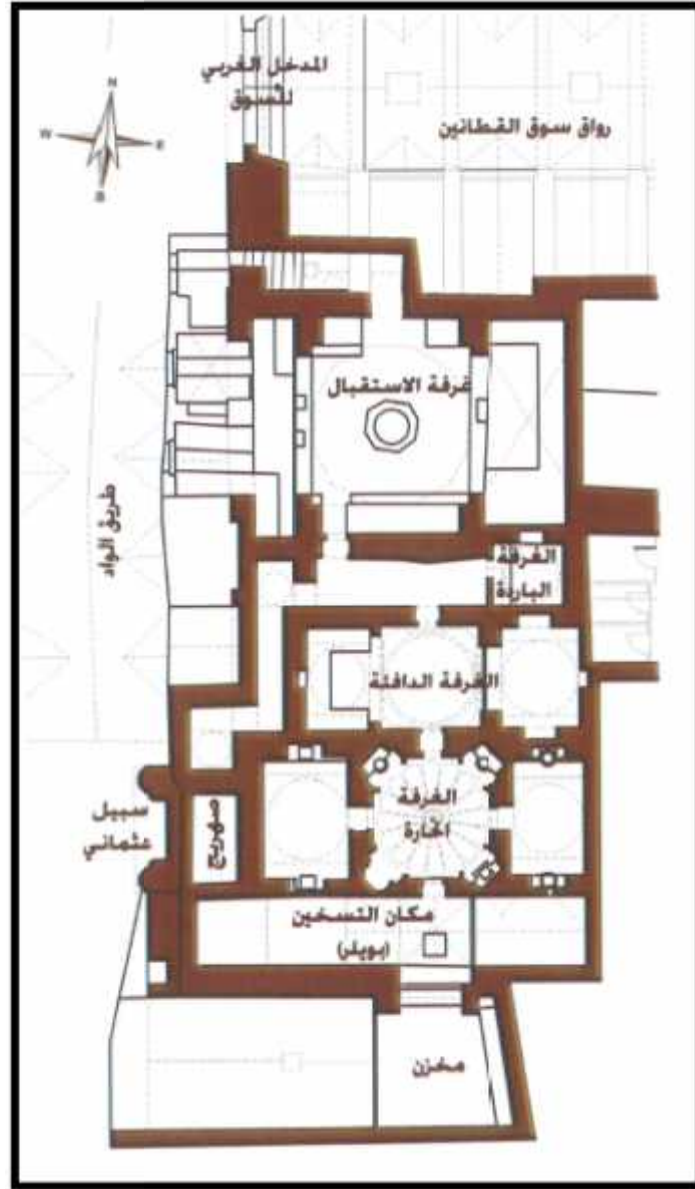 المدخل الغربي
للسوق
رواق سوق القطانين
N
W
E
S
غرفة الاستقبال
طريق الواد
الغرفة
الباردة
الغرفة الدافئة
الغرفة
الحارة
سبيل
عثماني
صهريج
مكان التسخين
(بويلر)
مخزن